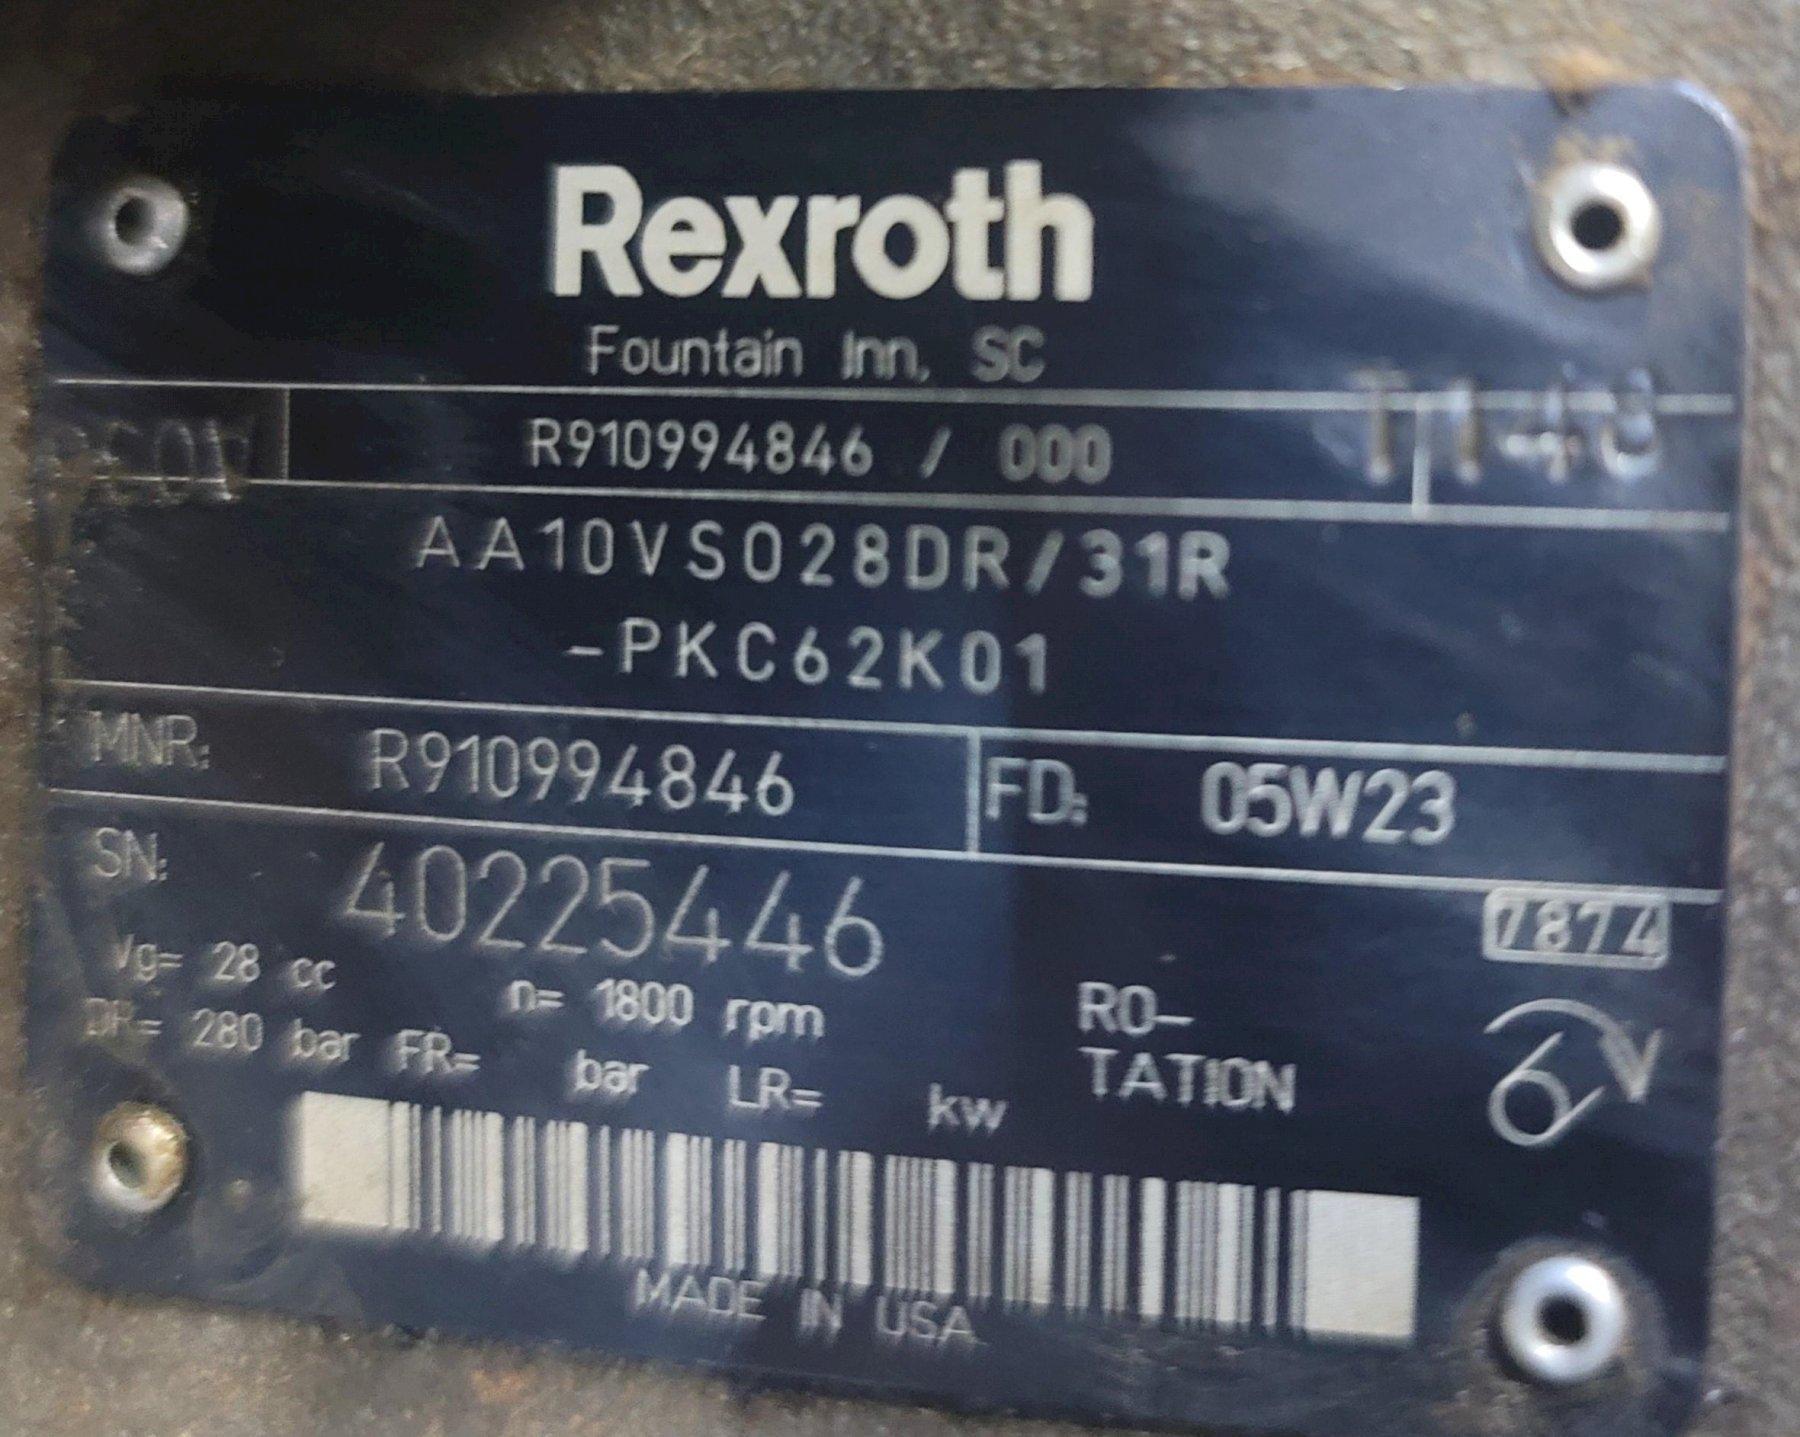 Rexroth
Fountain Inn, SC
R910994846 / 000
AA10VSO28DR/31R
-PKC62K01
MNR: R910994846 FD: 05W23
SN: 40225446
7874
Vg= 28 cc n= 1800 rpm
RO-
TATION
DR= 280 bar FR= bar LR= kw
MADE IN USA